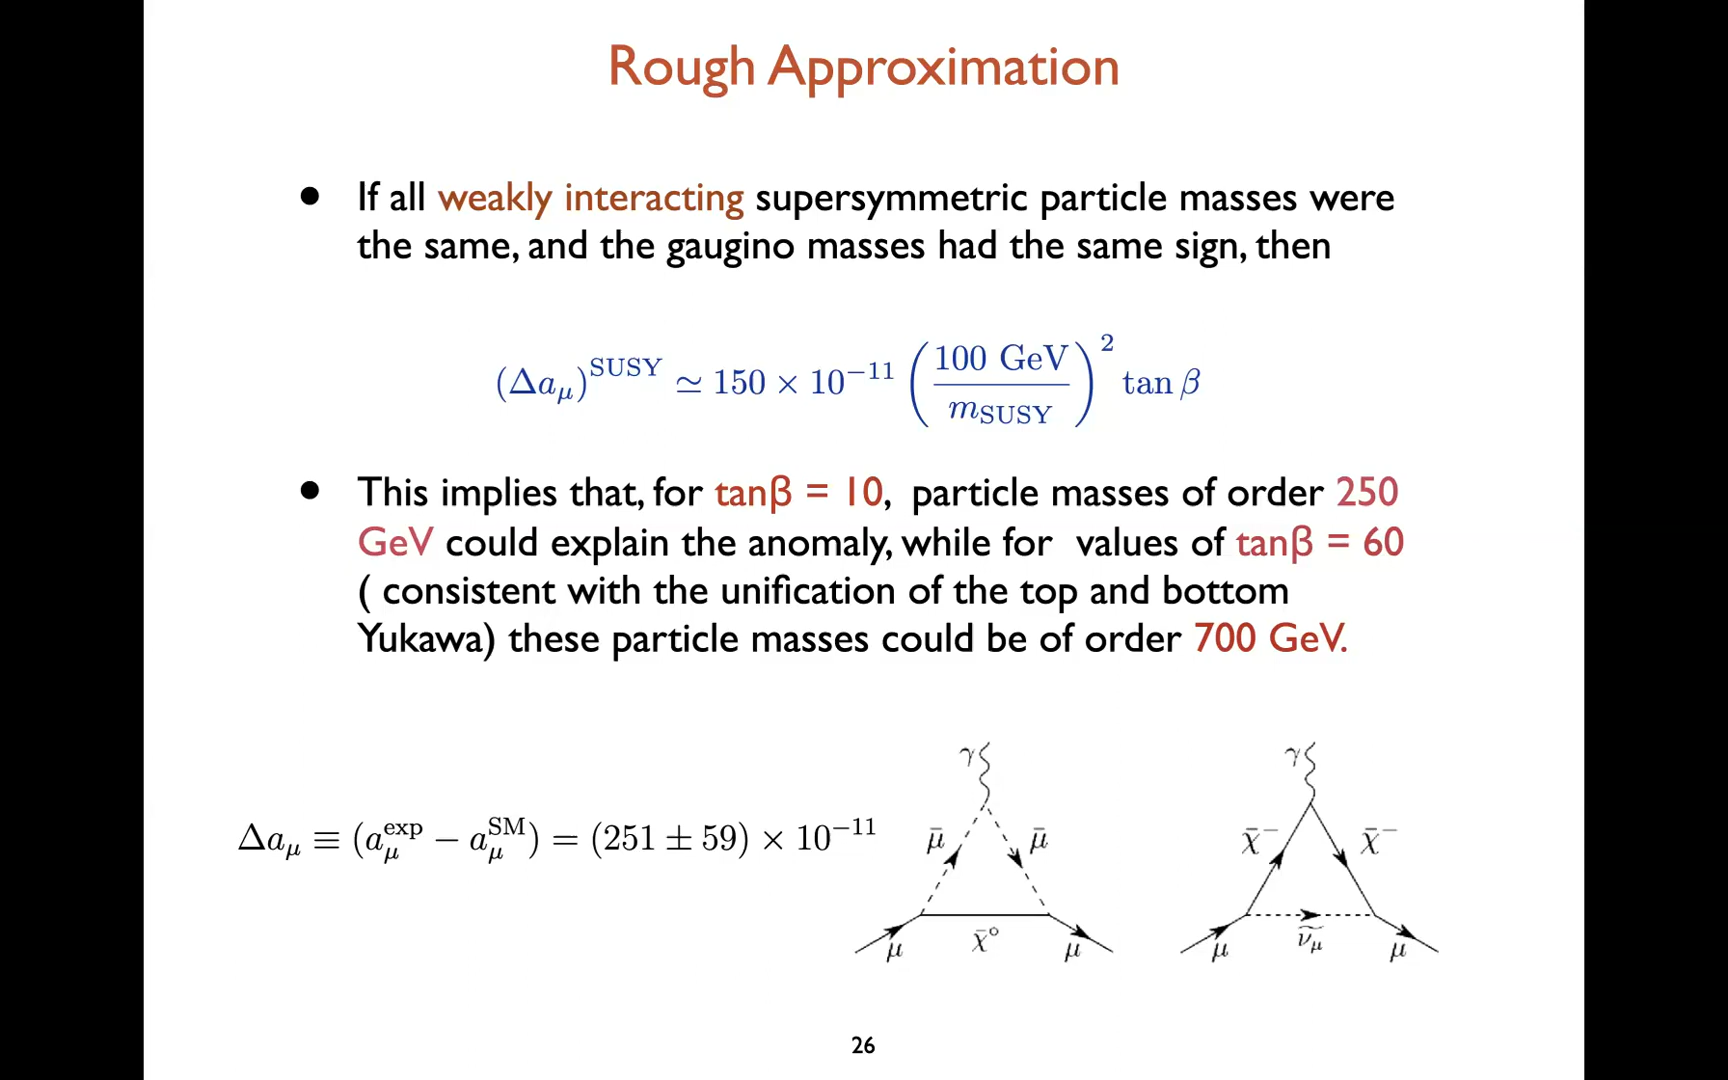 Rough Approximation
• If all weakly interacting supersymmetric particle masses were
the same, and the gaugino masses had the same sign, then
(Δa_μ)^SUSY ≃ 150 × 10^−11 (100 GeV / m_SUSY)^2 tan β
• This implies that, for tanβ = 10, particle masses of order 250
GeV could explain the anomaly, while for values of tanβ = 60
( consistent with the unification of the top and bottom
Yukawa) these particle masses could be of order 700 GeV.
Δa_μ ≡ (a_μ^exp − a_μ^SM) = (251 ± 59) × 10^−11
γ
μ̄ μ̄
μ χ̄° μ
γ
χ̄⁻ χ̄⁻
μ ν̃_μ μ
26